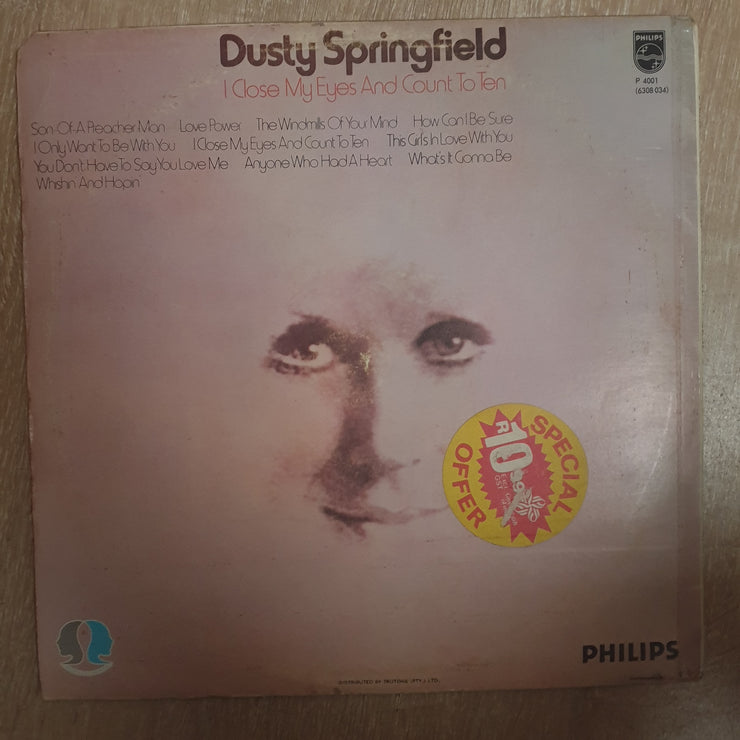 Dusty Springfield
I Close My Eyes And Count To Ten
PHILIPS
P 4001
(6308 034)
Son Of A Preacher Man Love Power The Windmills Of Your Mind How Can I Be Sure
I Only Want To Be With You I Close My Eyes And Count To Ten This Girl's In Love With You
You Don't Have To Say You Love Me Anyone Who Had A Heart What's It Gonna Be
Wishin' And Hopin'
SPECIAL
R10
99
OFFER
PHILIPS
DISTRIBUTED BY TRUTONE (PTY.) LTD.